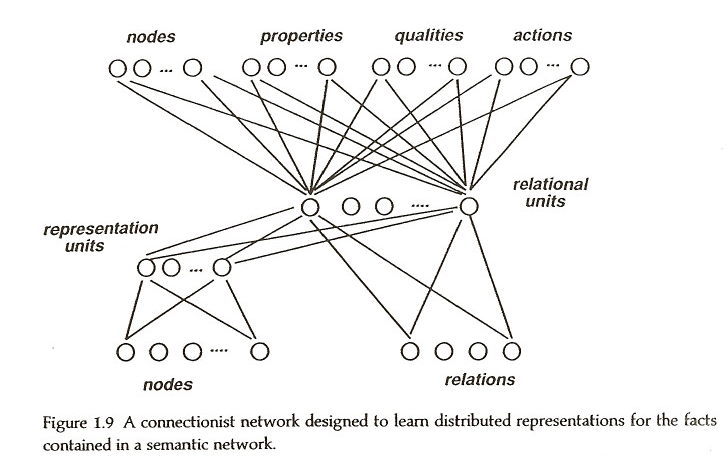 nodes properties qualities actions
... ... ... ...
relational
units
....
representation
units
...
....
nodes
relations
Figure 1.9 A connectionist network designed to learn distributed representations for the facts
contained in a semantic network.